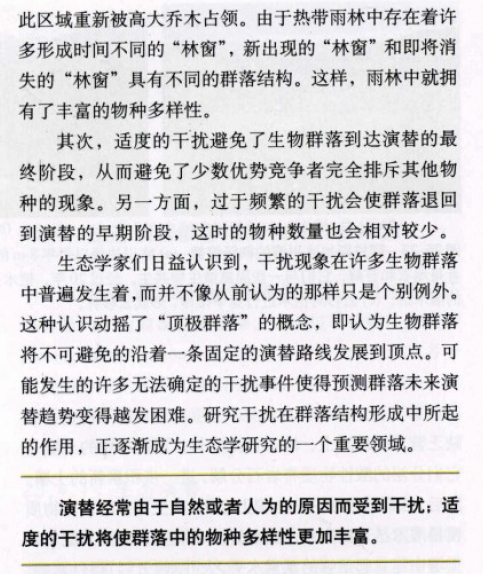 此区域重新被高大乔木占领。由于热带雨林中存在着许
多形成时间不同的“林窗”，新出现的“林窗”和即将消
失的“林窗”具有不同的群落结构。这样，雨林中就拥
有了丰富的物种多样性。
其次，适度的干扰避免了生物群落到达演替的最
终阶段，从而避免了少数优势竞争者完全排斥其他物
种的现象。另一方面，过于频繁的干扰会使群落退回
到演替的早期阶段，这时的物种数量也会相对较少。
生态学家们日益认识到，干扰现象在许多生物群落
中普遍发生着,而并不像从前认为的那样只是个别例外。
这种认识动摇了“顶极群落”的概念，即认为生物群落
将不可避免的沿着一条固定的演替路线发展到顶点。可
能发生的许多无法确定的干扰事件使得预测群落未来演
替趋势变得越发困难。研究干扰在群落结构形成中所起
的作用，正逐渐成为生态学研究的一个重要领域。
演替经常由于自然或者人为的原因而受到干扰；适
度的干扰将使群落中的物种多样性更加丰富。